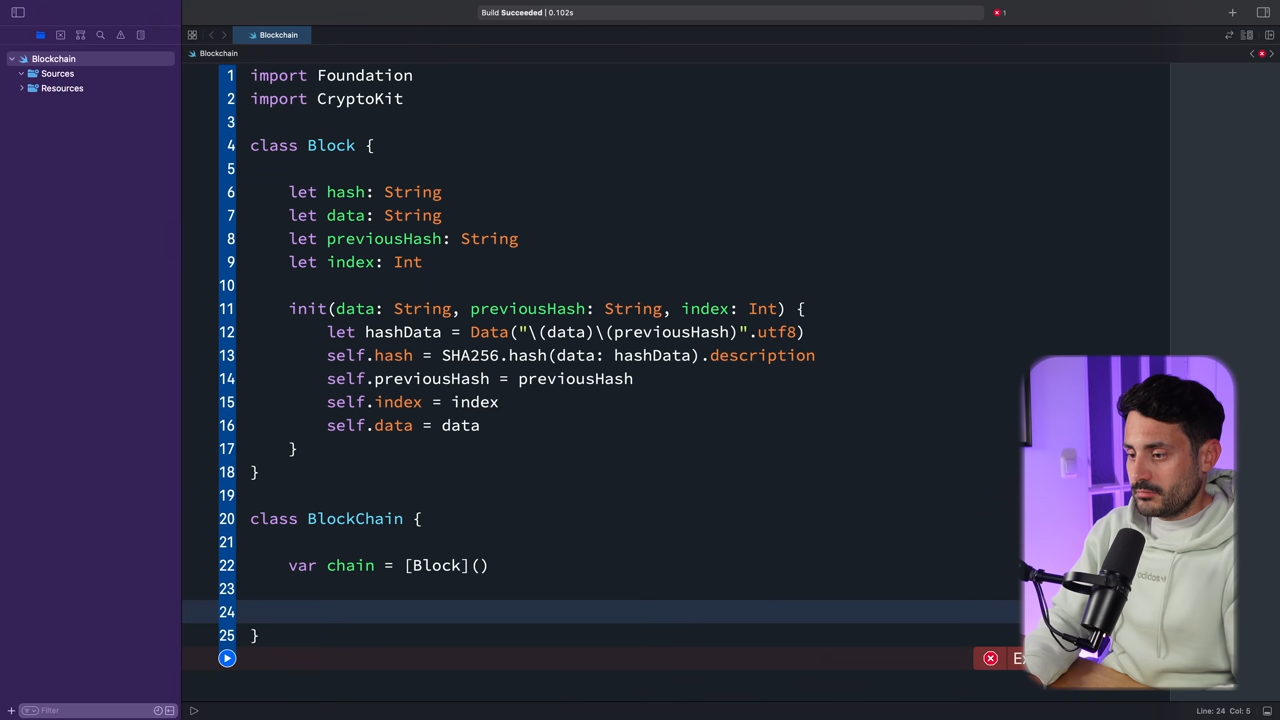 Build Succeeded | 0.102s
1
Blockchain
Blockchain
Blockchain
Sources
Resources
1 import Foundation
2 import CryptoKit
3
4 class Block {
5
6 let hash: String
7 let data: String
8 let previousHash: String
9 let index: Int
10
11 init(data: String, previousHash: String, index: Int) {
12 let hashData = Data("\(data)\(previousHash)".utf8)
13 self.hash = SHA256.hash(data: hashData).description
14 self.previousHash = previousHash
15 self.index = index
16 self.data = data
17 }
18 }
19
20 class BlockChain {
21
22 var chain = [Block]()
23
24
25 }
adidas
Filter
Line: 24 Col: 5